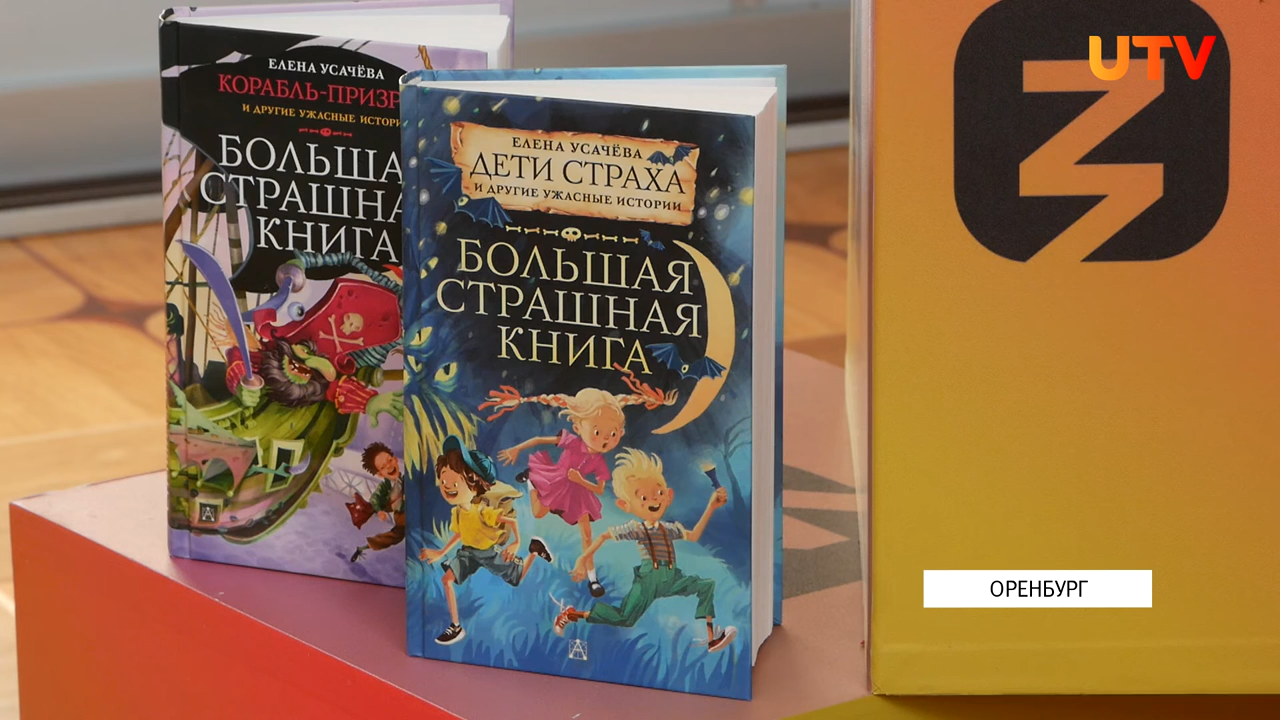 ЕЛЕНА УСАЧЁВА
КОРАБЛЬ-ПРИЗР
И ДРУГИЕ УЖАСНЫЕ ИСТОРИ
БОЛЬША
СТРАШНА
КНИГА
ЕЛЕНА УСАЧЁВА
ДЕТИ СТРАХА
И ДРУГИЕ УЖАСНЫЕ ИСТОРИИ
БОЛЬШАЯ
СТРАШНАЯ
КНИГА
UTV
ОРЕНБУРГ